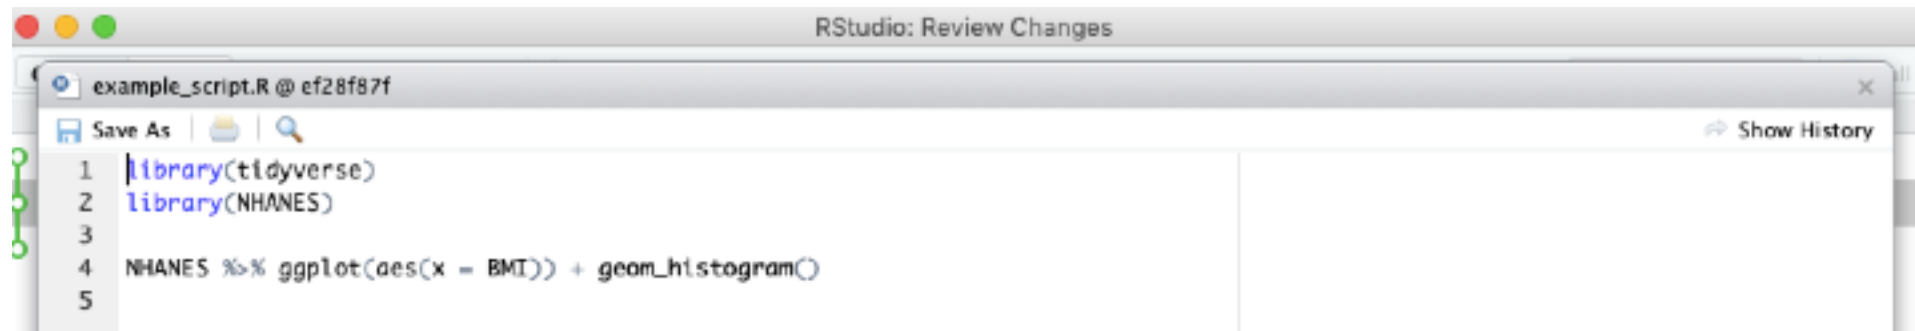 RStudio: Review Changes
example_script.R @ ef28f87f
Save As
Show History
1 library(tidyverse)
2 library(NHANES)
3
4 NHANES %>% ggplot(aes(x = BMI)) + geom_histogram()
5